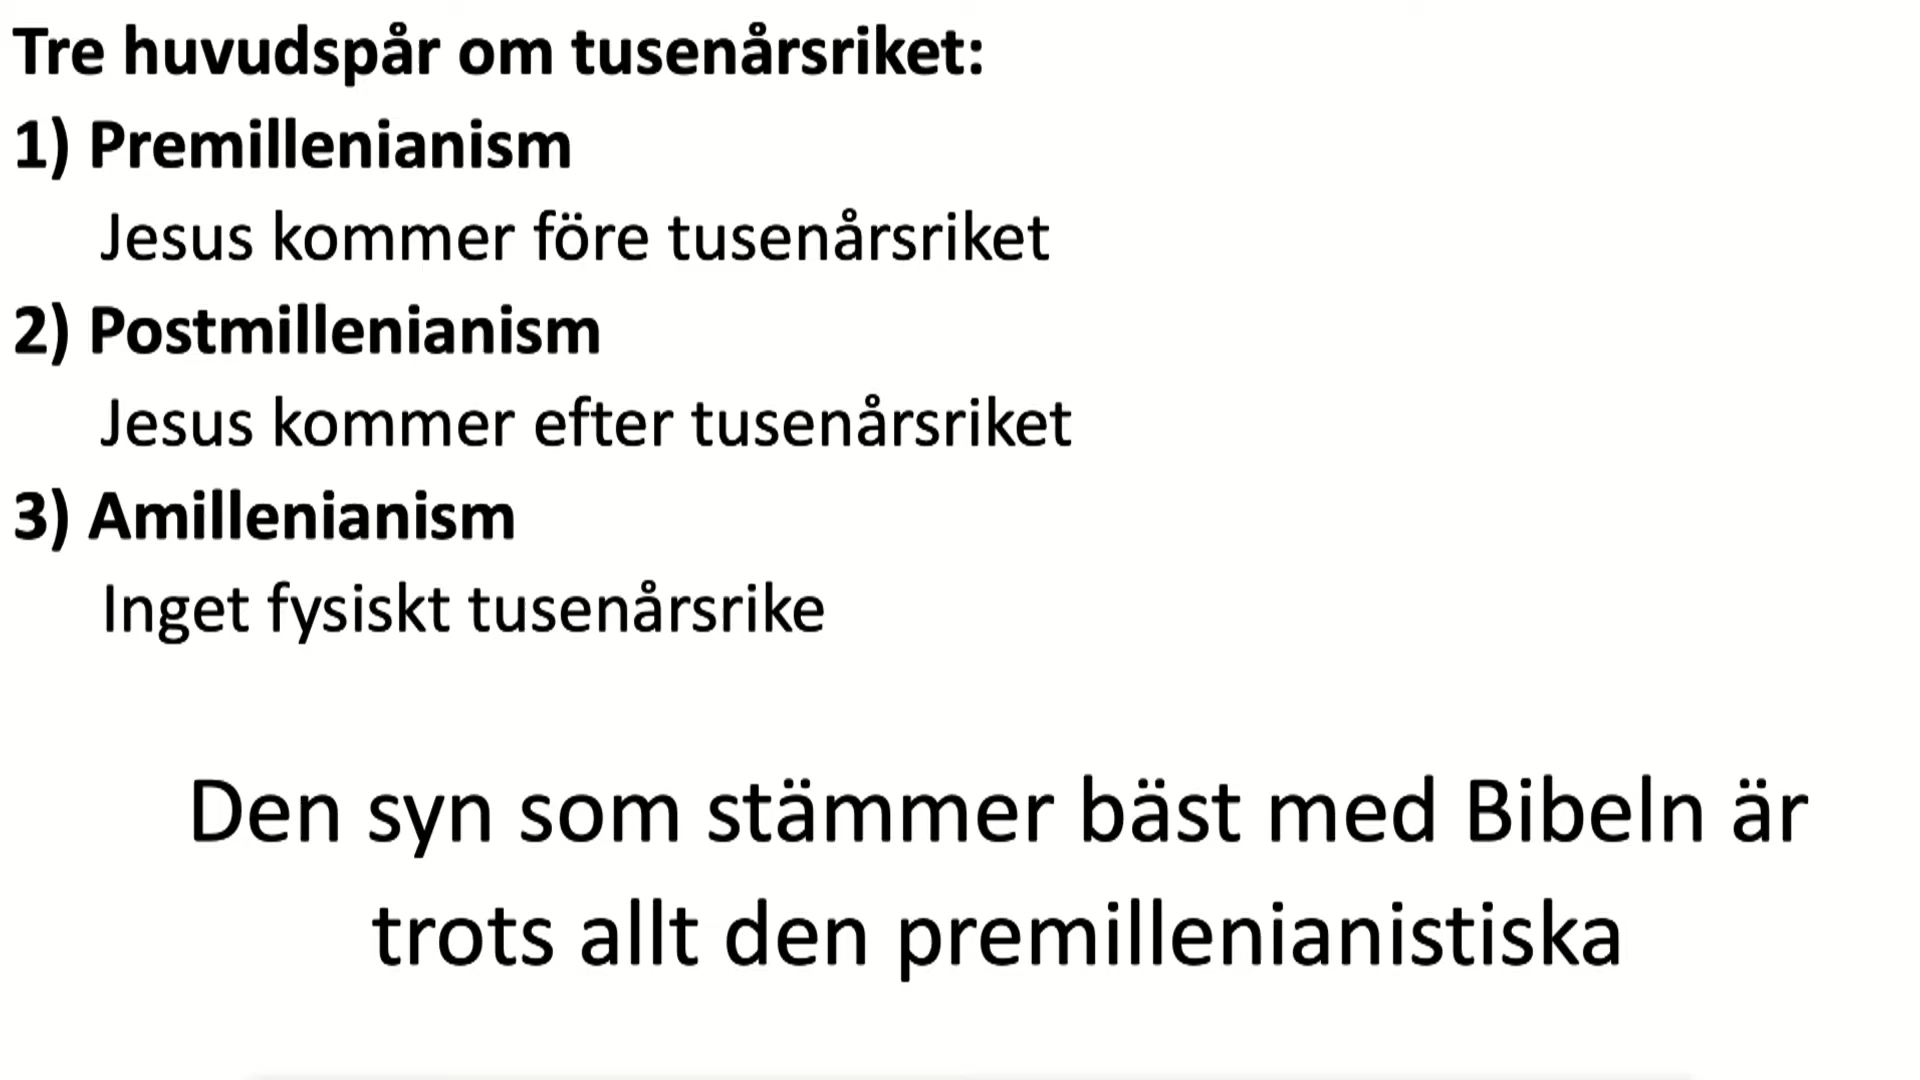 Tre huvudspår om tusenårsriket:
1) Premillenianism
Jesus kommer före tusenårsriket
2) Postmillenianism
Jesus kommer efter tusenårsriket
3) Amillenianism
Inget fysiskt tusenårsrike
Den syn som stämmer bäst med Bibeln är
trots allt den premillenianistiska